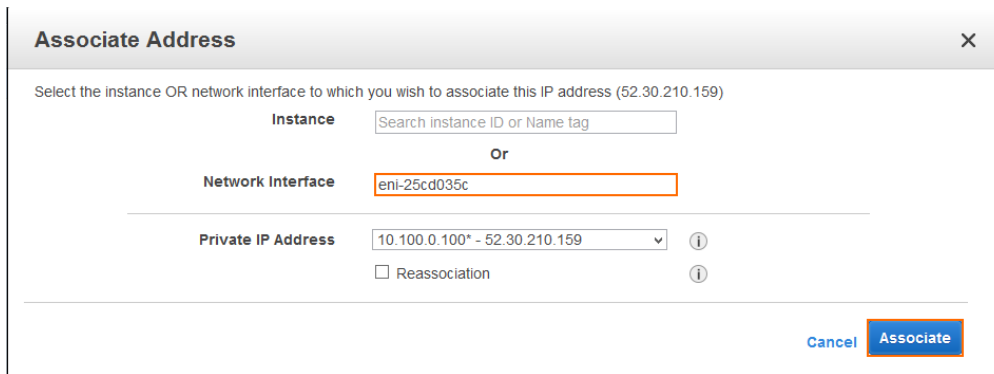 Associate Address
Select the instance OR network interface to which you wish to associate this IP address (52.30.210.159)
Instance Search instance ID or Name tag
Or
Network Interface eni-25cd035c
Private IP Address 10.100.0.100* - 52.30.210.159
Reassociation
Cancel Associate